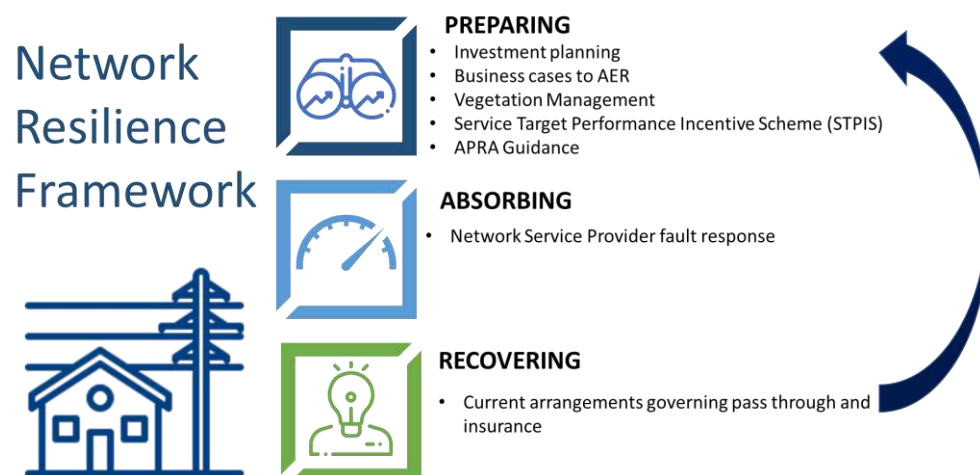 Network
Resilience
Framework
PREPARING
• Investment planning
• Business cases to AER
• Vegetation Management
• Service Target Performance Incentive Scheme (STPIS)
• APRA Guidance
ABSORBING
• Network Service Provider fault response
RECOVERING
• Current arrangements governing pass through and
insurance